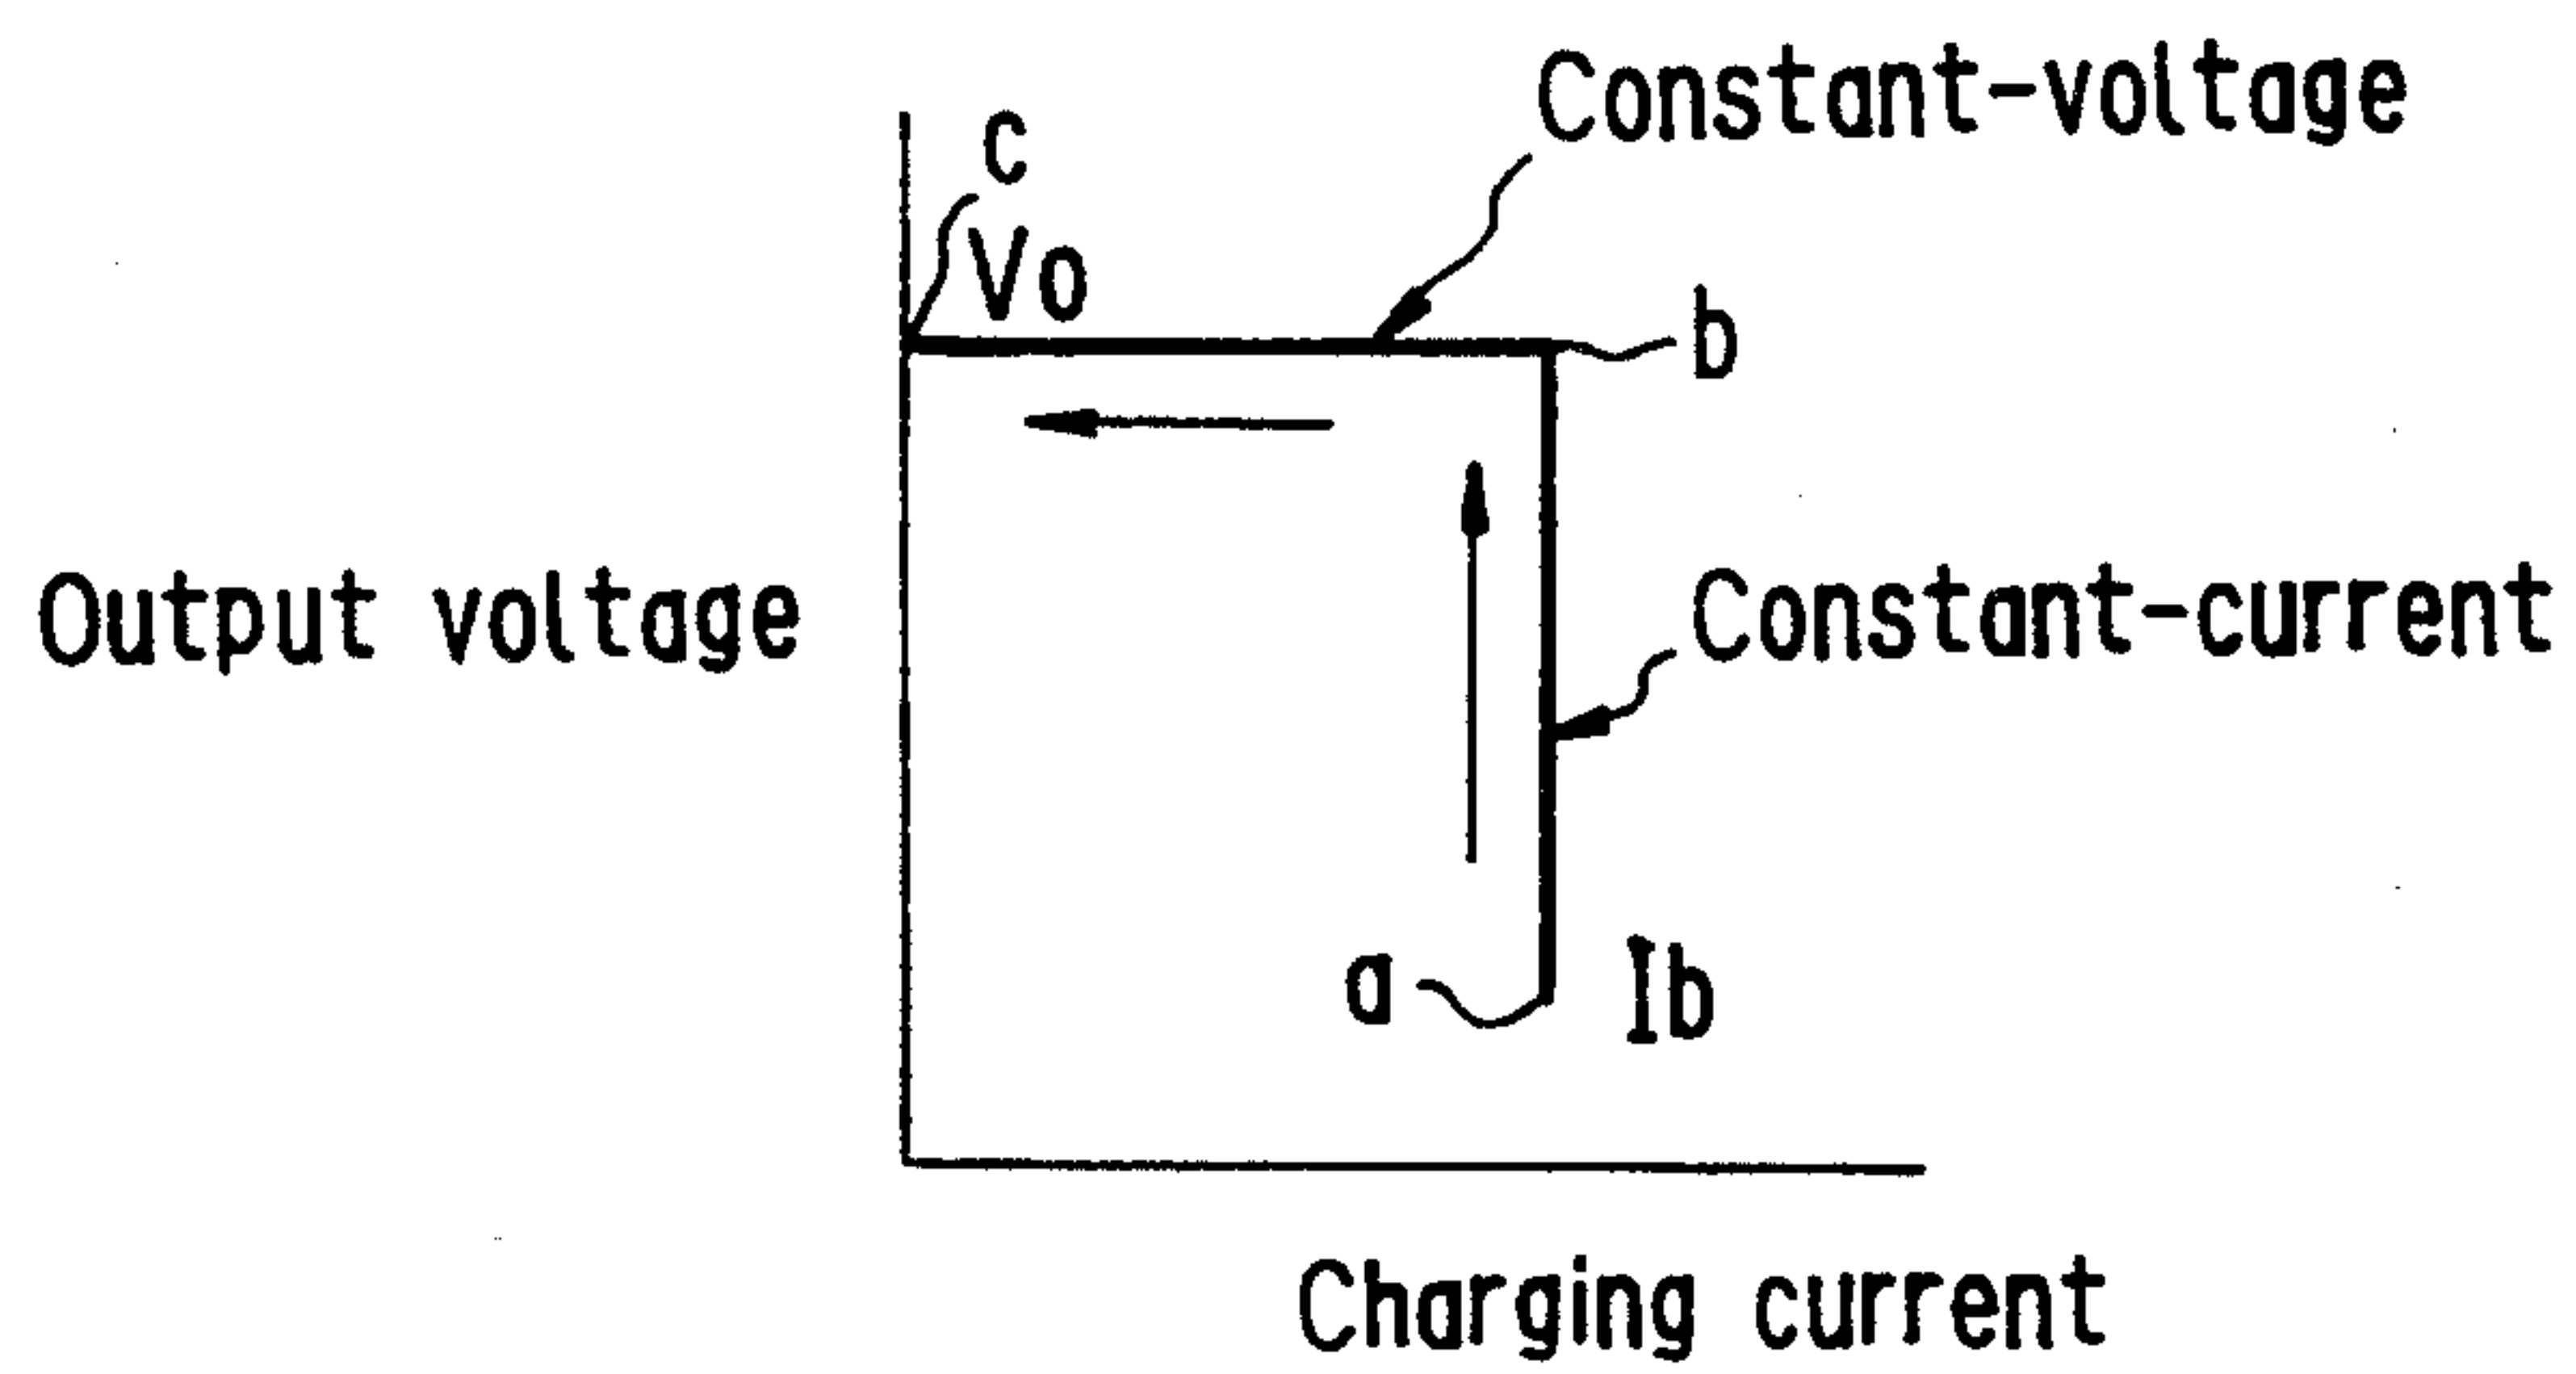 Constant-voltage
c
Vo
b
Output voltage
Constant-current
a
Ib
Charging current